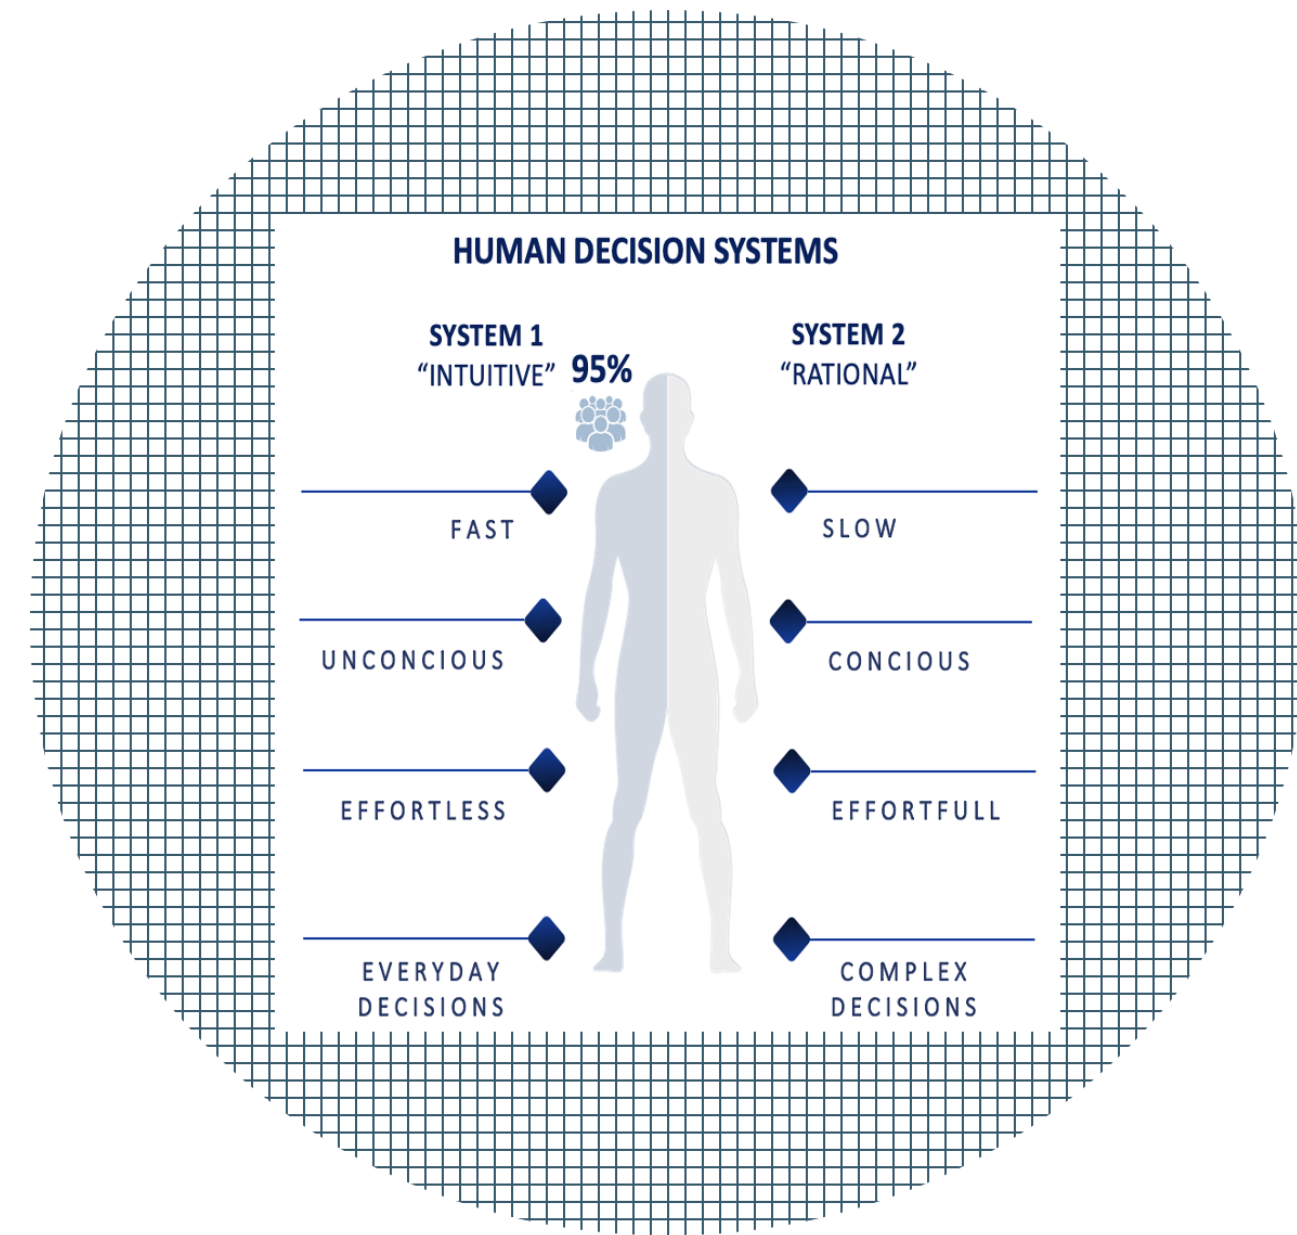 HUMAN DECISION SYSTEMS
SYSTEM 1
“INTUITIVE”
95%
SYSTEM 2
“RATIONAL”
FAST
SLOW
UNCONCIOUS
CONCIOUS
EFFORTLESS
EFFORTFULL
EVERYDAY
DECISIONS
COMPLEX
DECISIONS